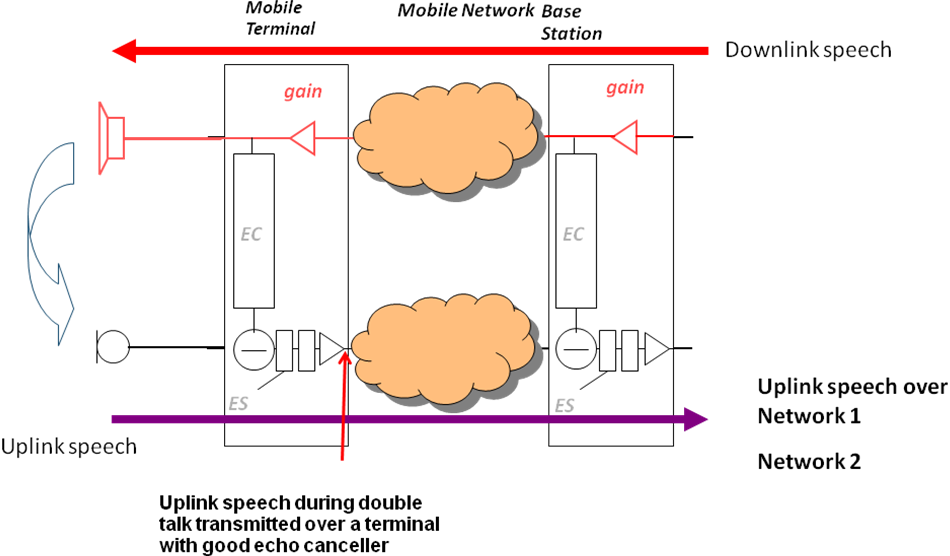 Mobile
Terminal
Mobile Network
Base
Station
Downlink speech
gain
gain
EC
EC
ES
ES
Uplink speech
Uplink speech over
Network 1
Network 2
Uplink speech during double
talk transmitted over a terminal
with good echo canceller